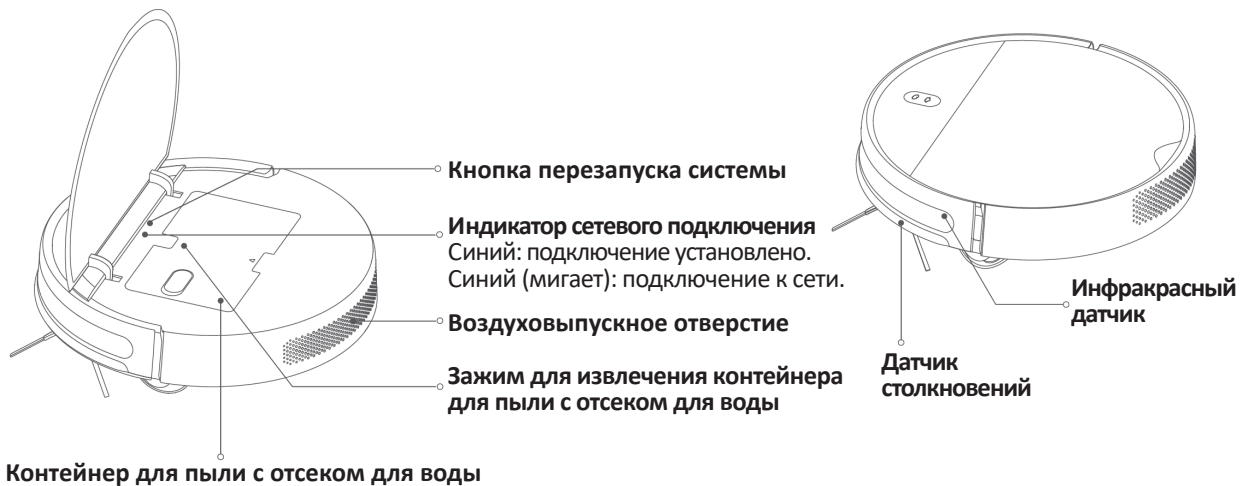 Кнопка перезапуска системы
Индикатор сетевого подключения
Синий: подключение установлено.
Синий (мигает): подключение к сети.
Воздуховыпускное отверстие
Зажим для извлечения контейнера
для пыли с отсеком для воды
Контейнер для пыли с отсеком для воды
Инфракрасный
датчик
Датчик
столкновений